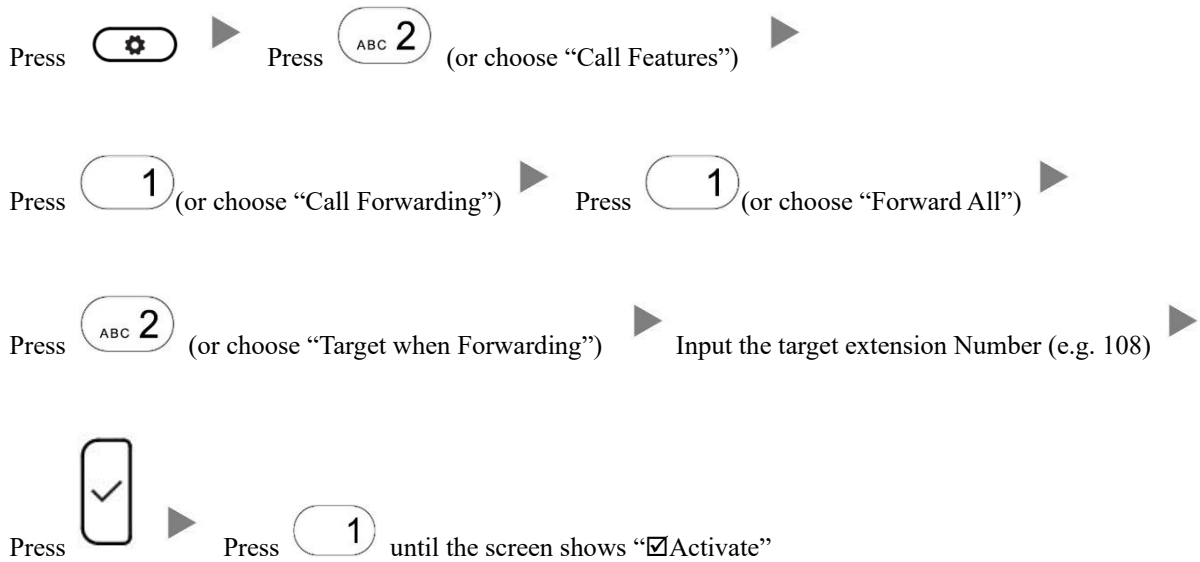 Press ABC 2 Press (or choose “Call Features”)
Press 1 (or choose “Call Forwarding”) Press 1 (or choose “Forward All”)
Press ABC 2 (or choose “Target when Forwarding”) Input the target extension Number (e.g. 108)
Press Press 1 until the screen shows “☑Activate”